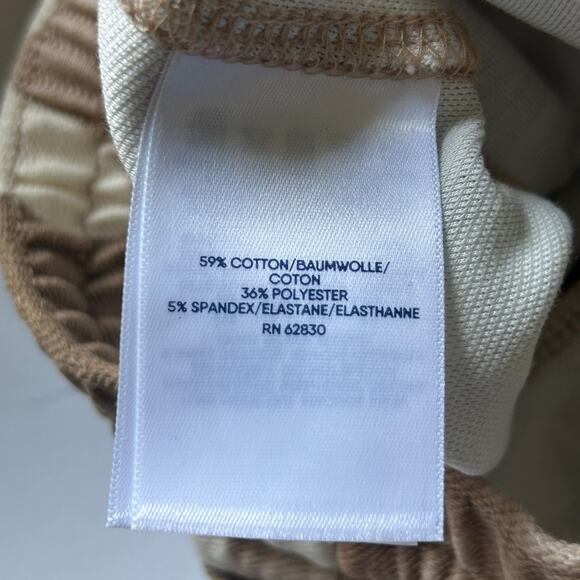 59% COTTON/BAUMWOLLE/
COTON
36% POLYESTER
5% SPANDEX/ELASTANE/ELASTHANNE
RN 62830